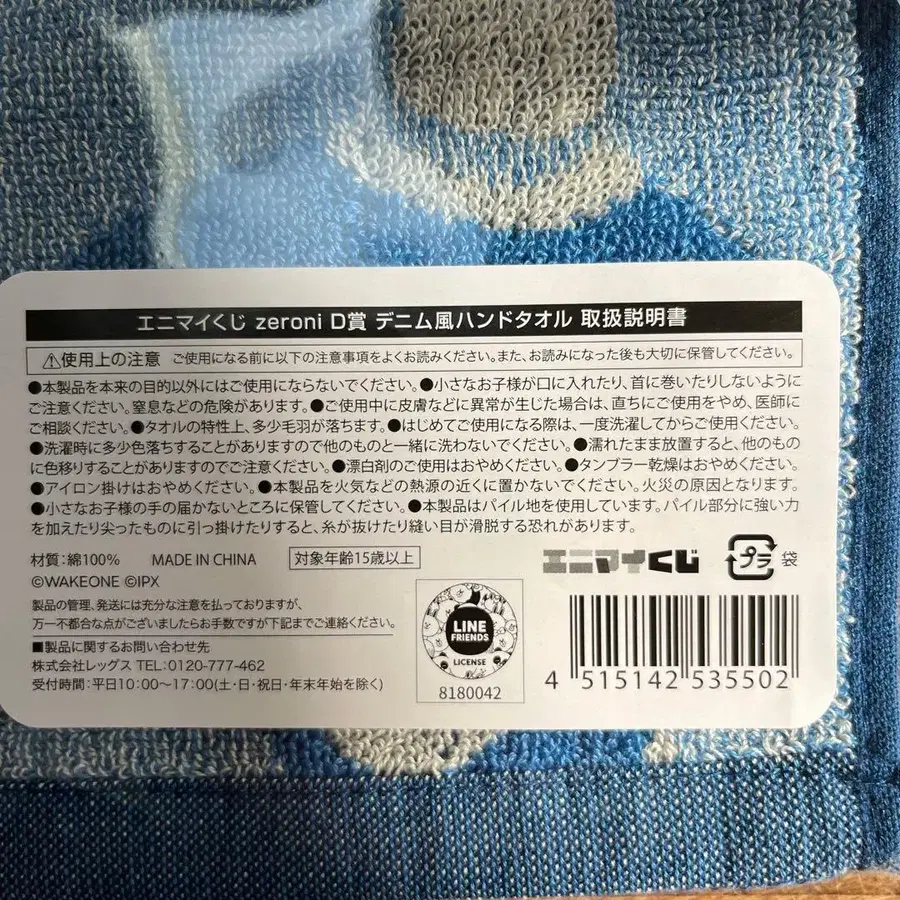 エニマイくじ zeroni D賞 デニム風ハンドタオル 取扱説明書
⚠使用上の注意 ご使用になる前に以下の注意事項をよくお読みください。また、お読みになった後も大切に保管してください。
●本製品を本来の目的以外にはご使用にならないでください。●小さなお子様が口に入れたり、首に巻いたりしないように
ご注意ください。窒息などの危険があります。●ご使用中に皮膚などに異常が生じた場合は、直ちにご使用をやめ、医師に
ご相談ください。●タオルの特性上、多少毛羽が落ちます。●はじめてご使用になる際は、一度洗濯してからご使用ください。
●洗濯時に多少色落ちすることがありますので他のものと一緒に洗わないでください。●濡れたまま放置すると、他のもの
に色移りすることがありますのでご注意ください。●漂白剤のご使用はおやめください。●タンブラー乾燥はおやめください。
●アイロン掛けはおやめください。●本製品を火気などの熱源の近くに置かないでください。火災の原因となります。
●小さなお子様の手の届かないところに保管してください。●本製品はパイル地を使用しています。パイル部分に強い力
を加えたり尖ったものに引っ掛けたりすると、糸が抜けたり縫い目が滑脱する恐れがあります。
材質:綿100% MADE IN CHINA 対象年齢15歳以上
©WAKEONE ©IPX
エニマイくじ
プラ 袋
製品の管理、発送には充分な注意を払っておりますが、
万一不都合な点がございましたらお手数ですが下記までご連絡ください。
■製品に関するお問い合わせ先
株式会社レッグス TEL:0120-777-462
受付時間:平日10:00〜17:00(土・日・祝日・年末年始を除く)
LINE
FRIENDS
LICENSE
8180042
4 515142 535502